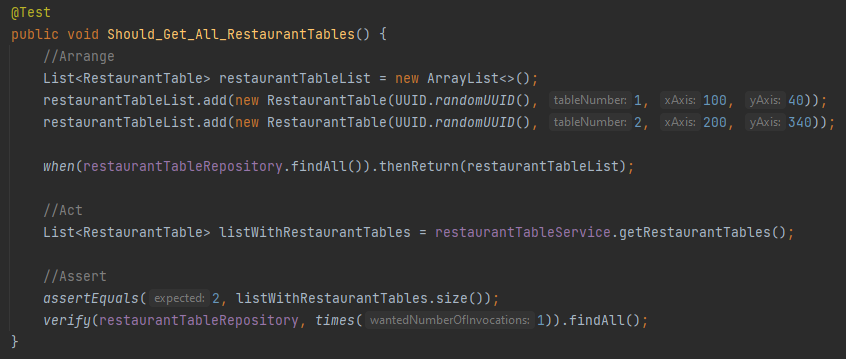 @Test
public void Should_Get_All_RestaurantTables() {
//Arrange
List<RestaurantTable> restaurantTableList = new ArrayList<>();
restaurantTableList.add(new RestaurantTable(UUID.randomUUID(), tableNumber: 1, xAxis: 100, yAxis: 40));
restaurantTableList.add(new RestaurantTable(UUID.randomUUID(), tableNumber: 2, xAxis: 200, yAxis: 340));
when(restaurantTableRepository.findAll()).thenReturn(restaurantTableList);
//Act
List<RestaurantTable> listWithRestaurantTables = restaurantTableService.getRestaurantTables();
//Assert
assertEquals( expected: 2, listWithRestaurantTables.size());
verify(restaurantTableRepository, times( wantedNumberOfInvocations: 1)).findAll();
}